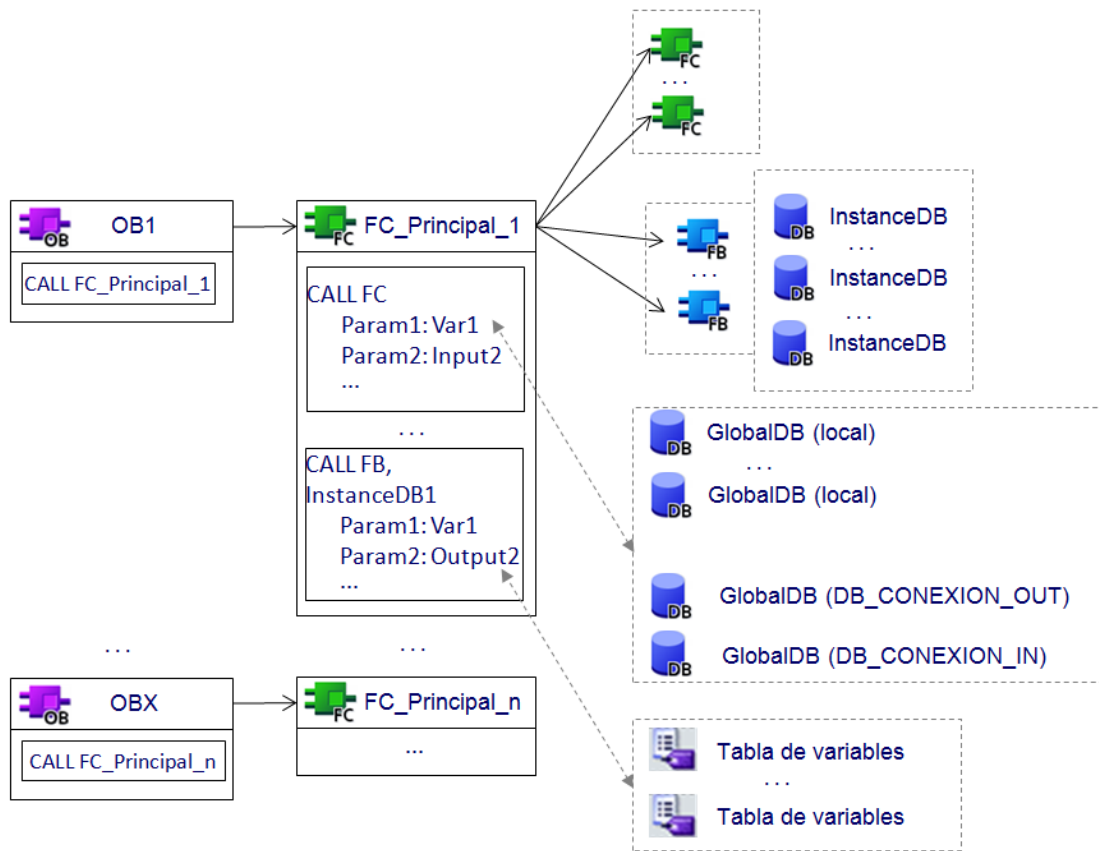 FC
...
FC
OB
OB1
CALL FC_Principal_1
FC
FC_Principal_1
CALL FC
Param1: Var1
Param2: Input2
...
...
CALL FB,
InstanceDB1
Param1: Var1
Param2: Output2
...
FB
...
FB
DB
InstanceDB
...
DB
InstanceDB
...
DB
InstanceDB
DB
GlobalDB (local)
...
DB
GlobalDB (local)
DB
GlobalDB (DB_CONEXION_OUT)
DB
GlobalDB (DB_CONEXION_IN)
...
...
OB
OBX
CALL FC_Principal_n
FC
FC_Principal_n
...
Tabla de variables
...
Tabla de variables